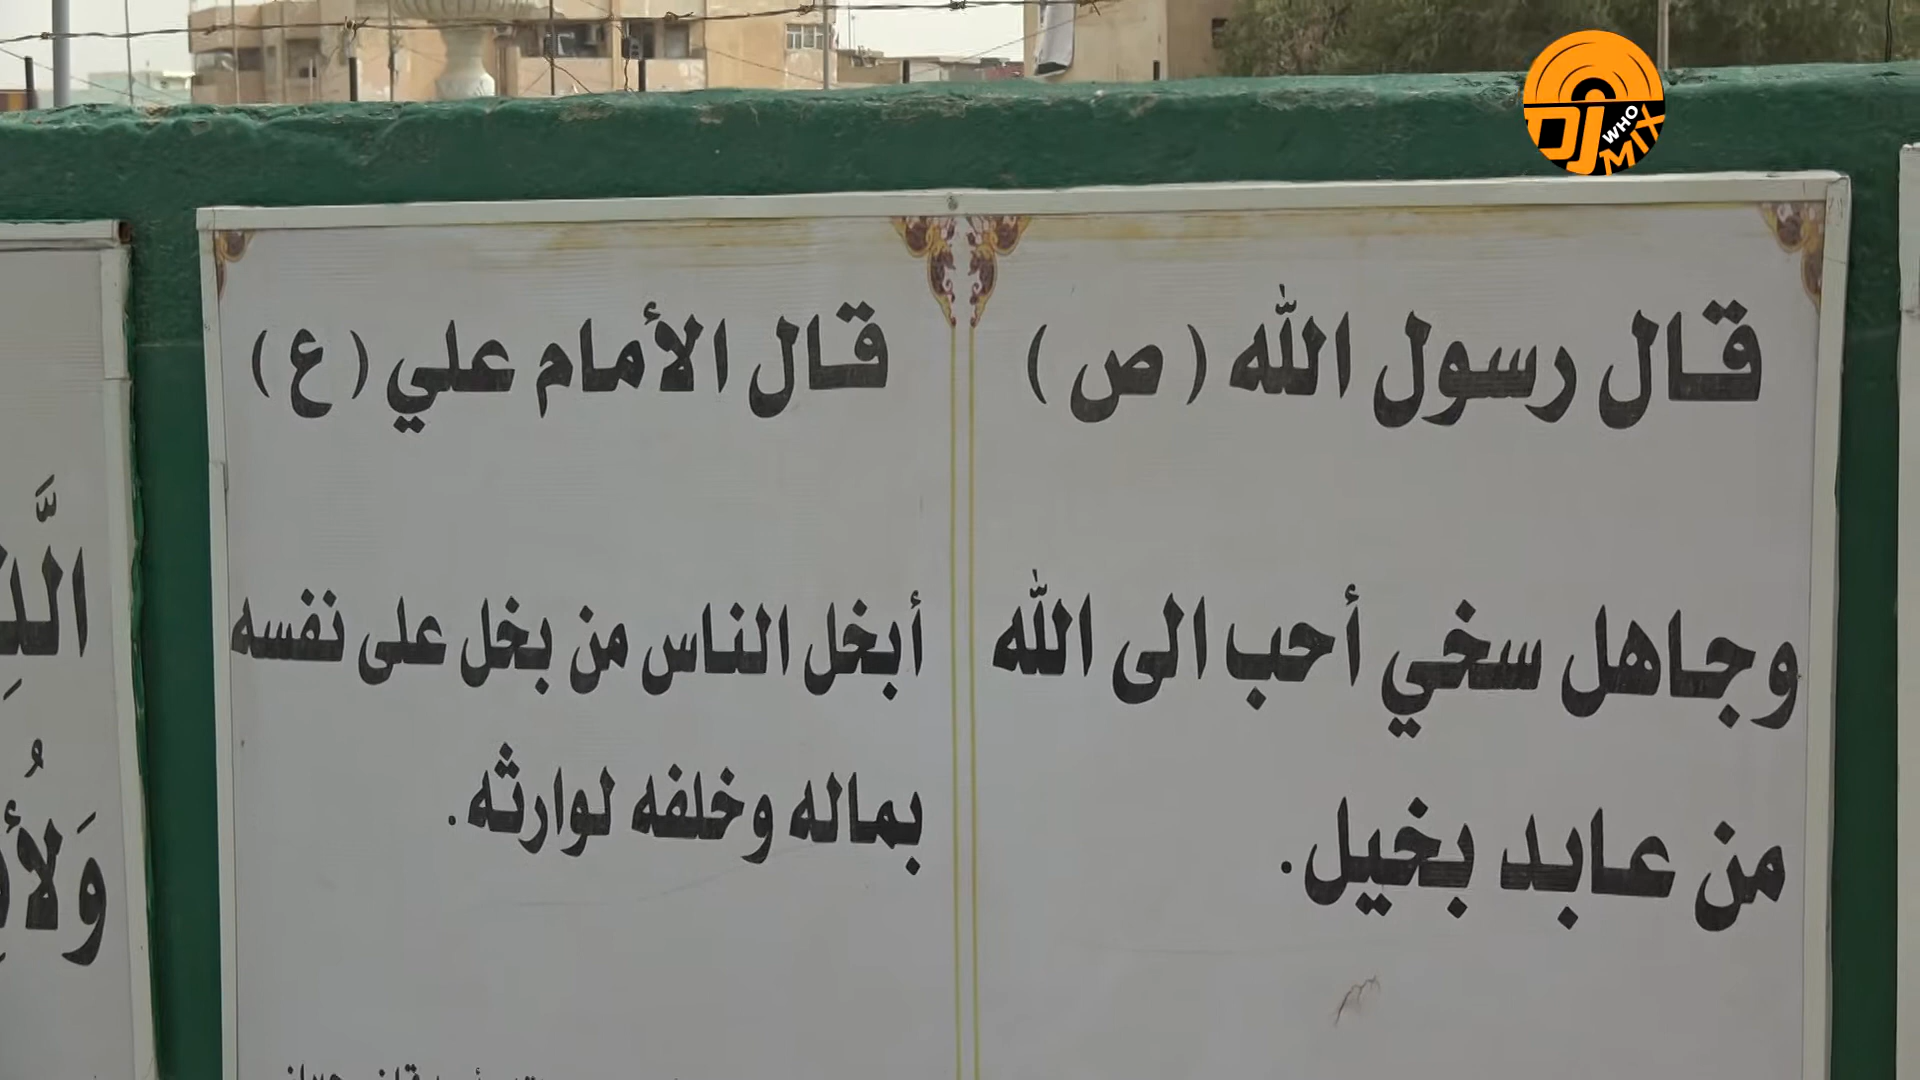 قال رسول الله ( ص )
وجاهل سخي أحب الى الله
من عابد بخيل.
قال الأمام علي ( ع )
أبخل الناس من بخل على نفسه
بماله وخلفه لوارثه.
DJ WHO MIX